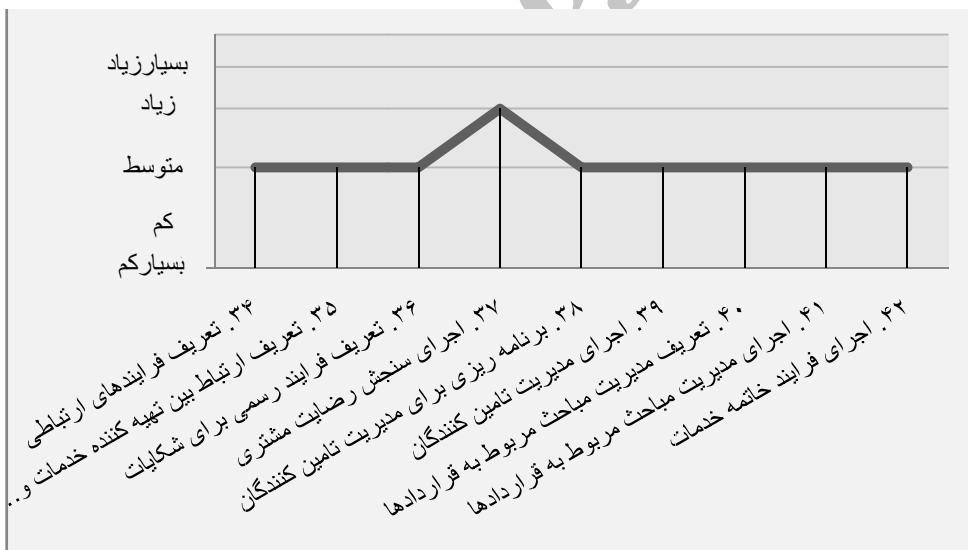 بسیارزیاد
زیاد
متوسط
کم
بسیارکم
۳۴. تعریف فرایندهای ارتباطی
۳۵. تعریف ارتباط بین تهیه کننده خدمات و..
۳۶. تعریف فرایند رسمی برای شکایات
۳۷. اجرای سنجش رضایت مشتری
۳۸. برنامه ریزی برای مدیریت تامین کنندگان
۳۹. اجرای مدیریت تامین کنندگان
۴۰. تعریف مدیریت مباحث مربوط به قراردادها
۴۱. اجرای مدیریت مباحث مربوط به قراردادها
۴۲. اجرای فرایند خاتمه خدمات